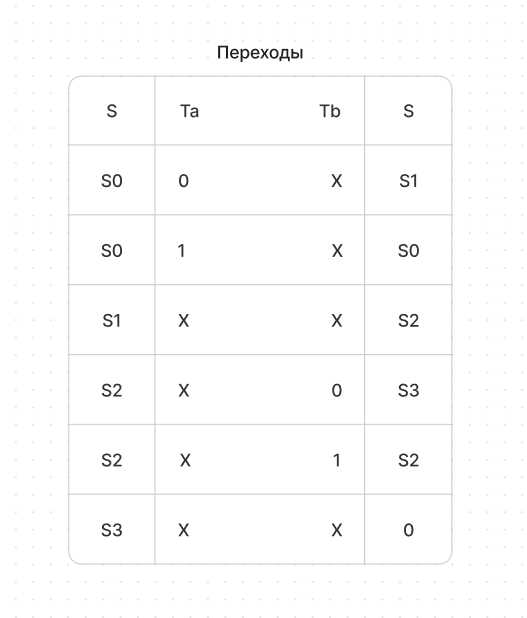 Переходы
S Ta Tb S
S0 0 X S1
S0 1 X S0
S1 X X S2
S2 X 0 S3
S2 X 1 S2
S3 X X 0